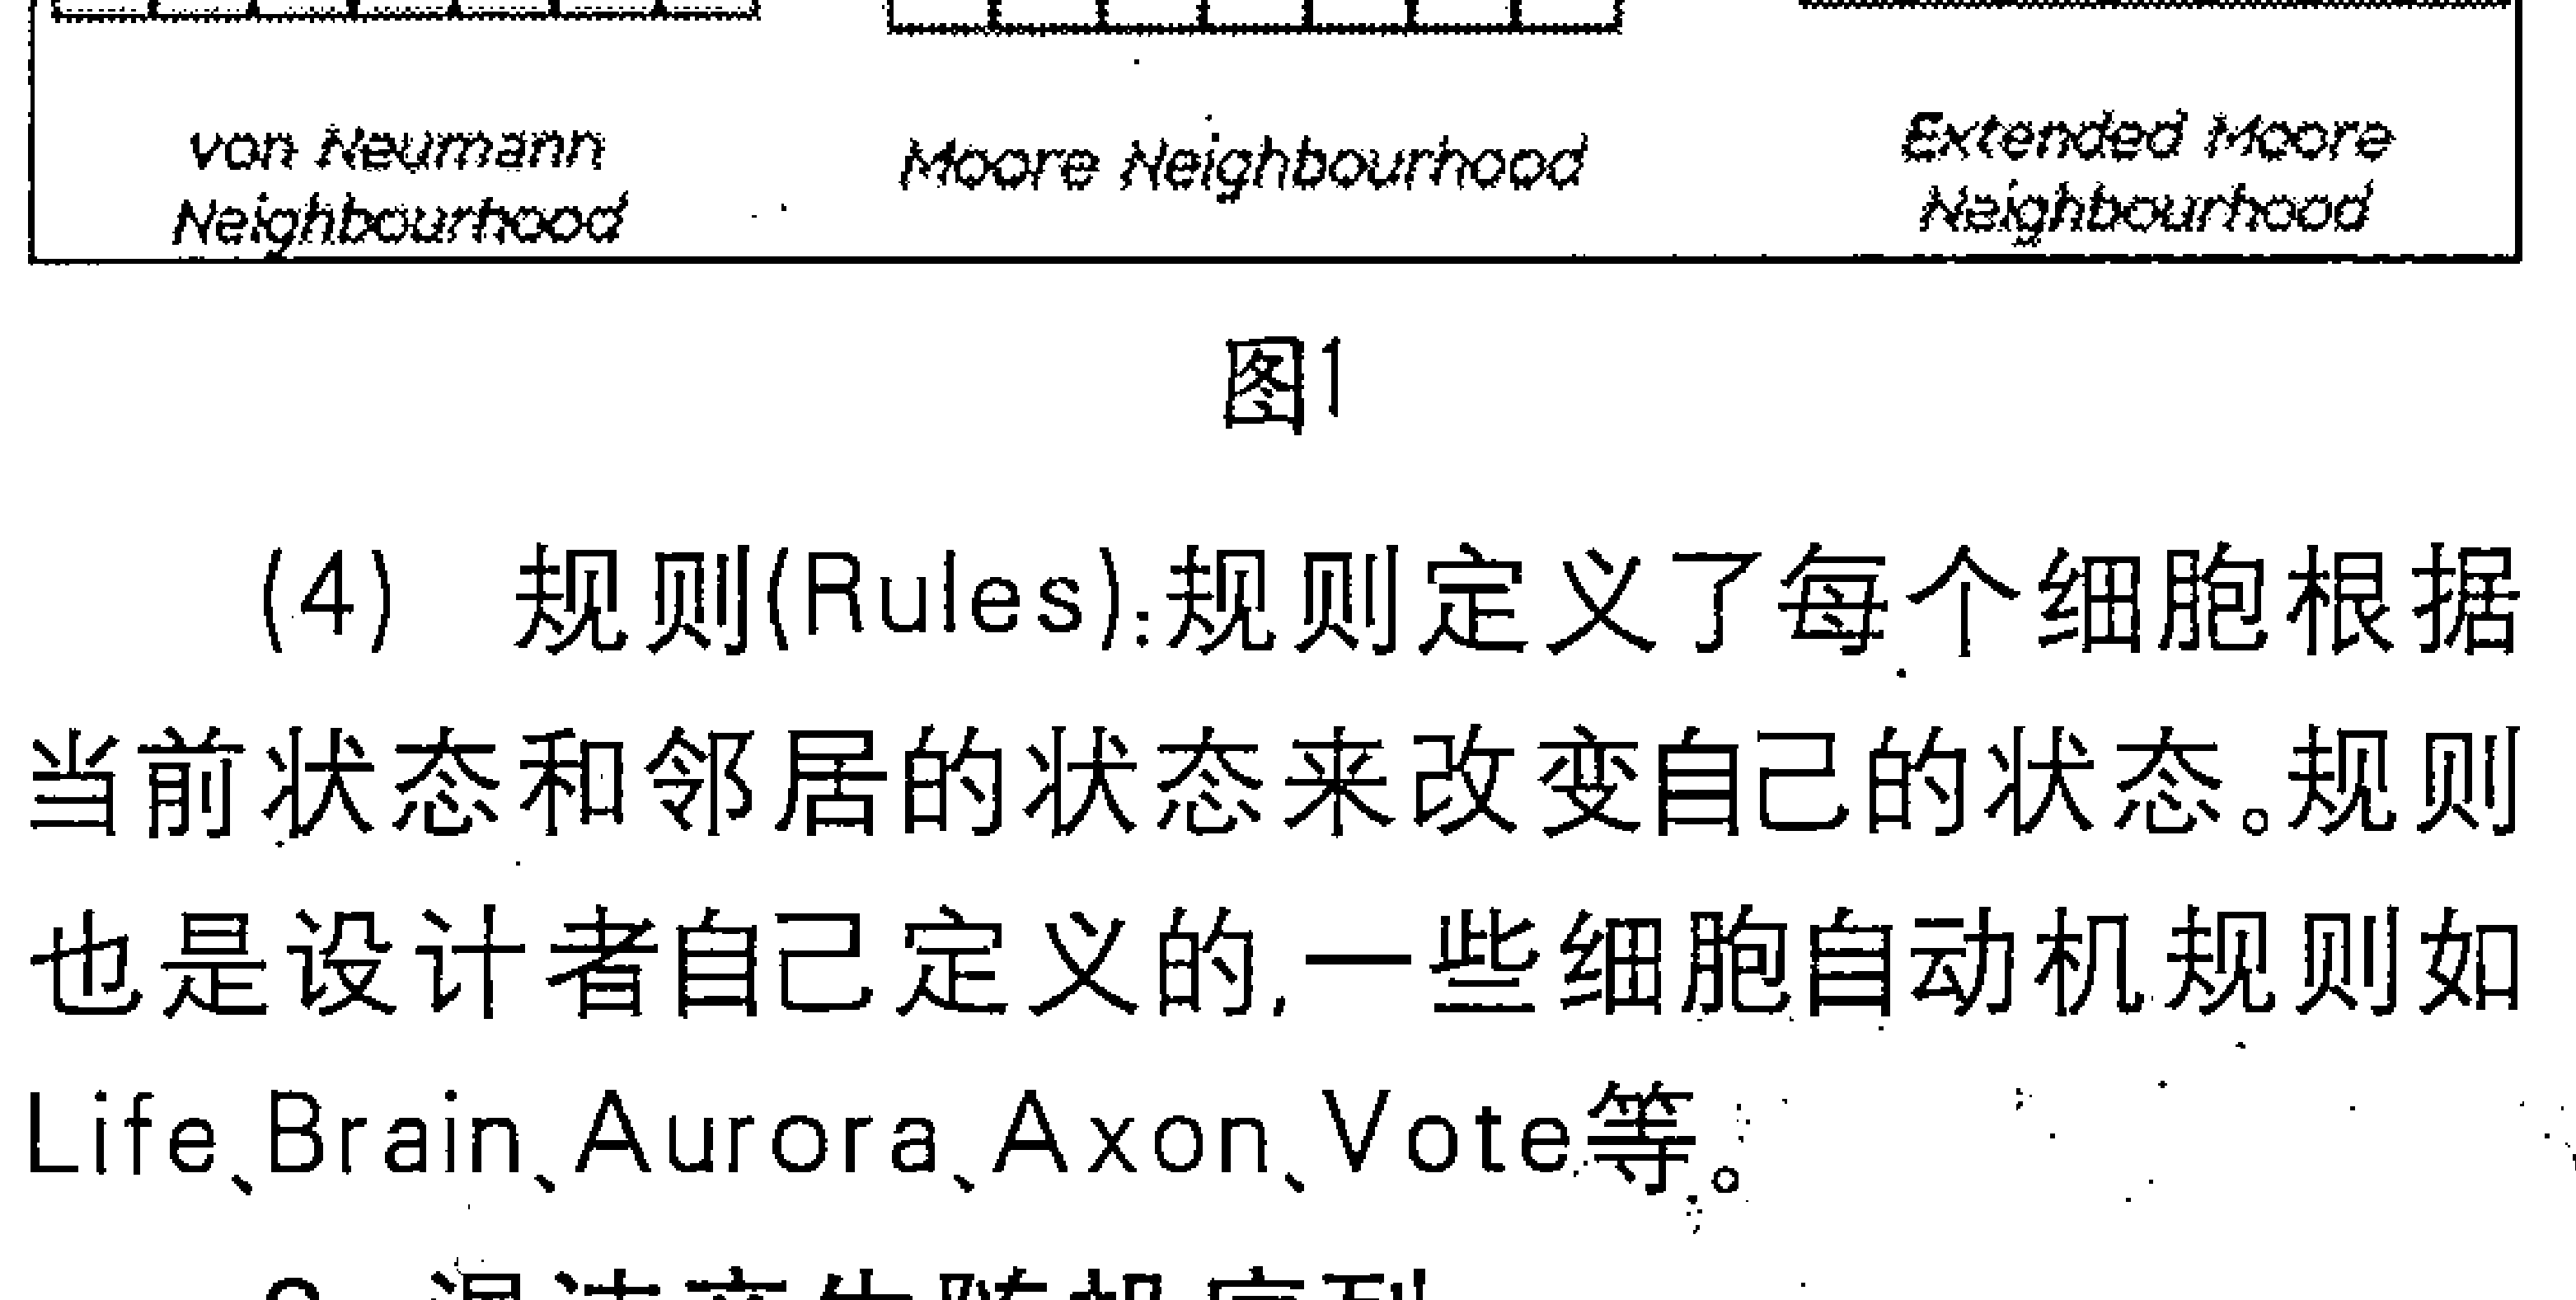 von Neumann Neighbourhood
Moore Neighbourhood
Extended Moore Neighbourhood
图1
(4) 规则(Rules):规则定义了每个细胞根据
当前状态和邻居的状态来改变自己的状态。规则
也是设计者自己定义的,一些细胞自动机规则如
Life、Brain、Aurora、Axon、Vote等。